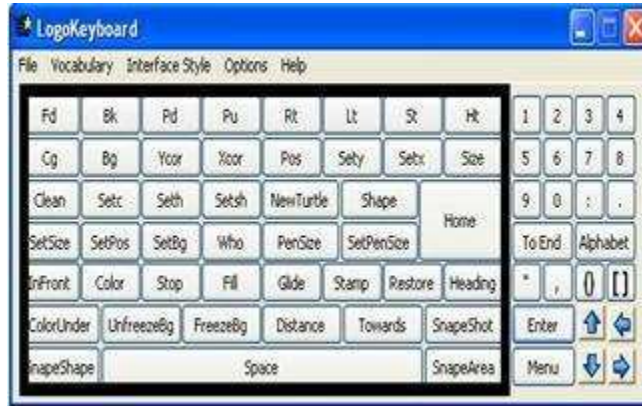 LogoKeyboard
File Vocabulary Interface Style Options Help
Fd Bk Pd Pu Rt Lt St Ht 1 2 3 4
Cg Bg Ycor Xcor Pos Sety Setx Size 5 6 7 8
Clean Setc Seth Setsh NewTurtle Shape Home 9 0 : .
SetSize SetPos SetBg Who PenSize SetPenSize To End Alphabet
InFront Color Stop Fill Glide Stamp Restore Heading " , () []
ColorUnder UnfreezeBg FreezeBg Distance Towards SnapeShot Enter
SnapeShape Space SnapeArea Menu